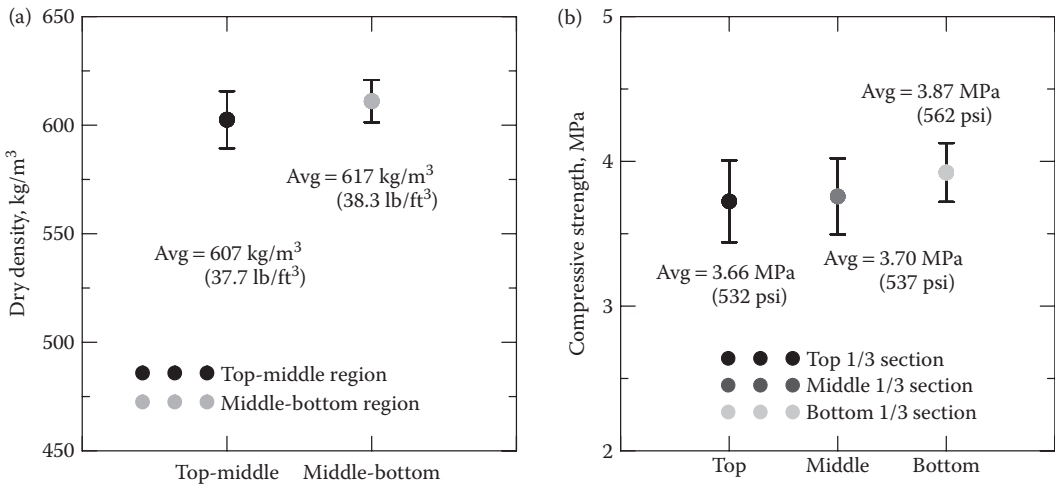 (a)
650
600
550
500
450
Dry density, kg/m³
Avg = 617 kg/m³
(38.3 lb/ft³)
Avg = 607 kg/m³
(37.7 lb/ft³)
Top-middle region
Middle-bottom region
Top-middle
Middle-bottom
(b)
5
4
3
2
Compressive strength, MPa
Avg = 3.87 MPa
(562 psi)
Avg = 3.66 MPa
(532 psi)
Avg = 3.70 MPa
(537 psi)
Top 1/3 section
Middle 1/3 section
Bottom 1/3 section
Top
Middle
Bottom